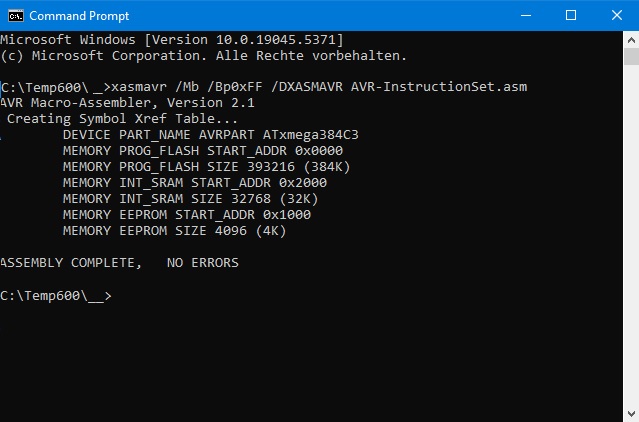 Command Prompt
Microsoft Windows [Version 10.0.19045.5371]
(c) Microsoft Corporation. Alle Rechte vorbehalten.
C:\Temp600\__>xasmavr /Mb /Bp0xFF /DXASMAVR AVR-InstructionSet.asm
AVR Macro-Assembler, Version 2.1
Creating Symbol Xref Table...
DEVICE PART_NAME AVRPART ATxmega384C3
MEMORY PROG_FLASH START_ADDR 0x0000
MEMORY PROG_FLASH SIZE 393216 (384K)
MEMORY INT_SRAM START_ADDR 0x2000
MEMORY INT_SRAM SIZE 32768 (32K)
MEMORY EEPROM START_ADDR 0x1000
MEMORY EEPROM SIZE 4096 (4K)
ASSEMBLY COMPLETE,   NO ERRORS
C:\Temp600\__>